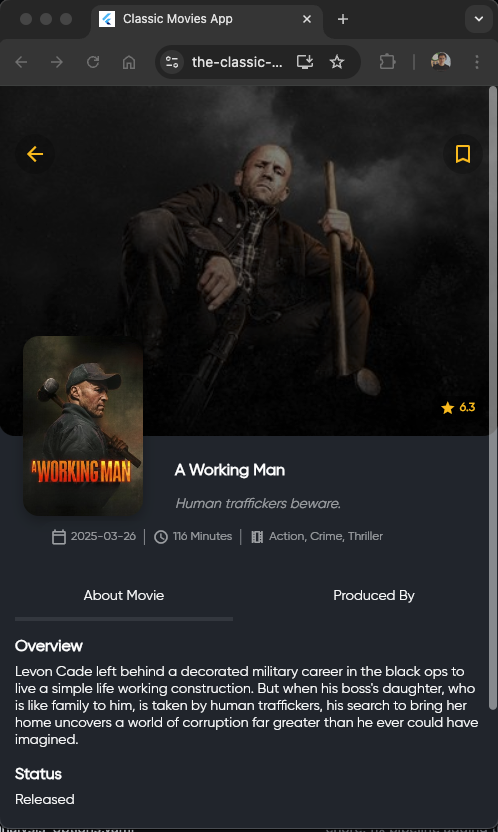 Classic Movies App
the-classic-...
6.3
A WORKING MAN
A Working Man
Human traffickers beware.
2025-03-26
116 Minutes
Action, Crime, Thriller
About Movie
Produced By
Overview
Levon Cade left behind a decorated military career in the black ops to
live a simple life working construction. But when his boss's daughter, who
is like family to him, is taken by human traffickers, his search to bring her
home uncovers a world of corruption far greater than he ever could have
imagined.
Status
Released